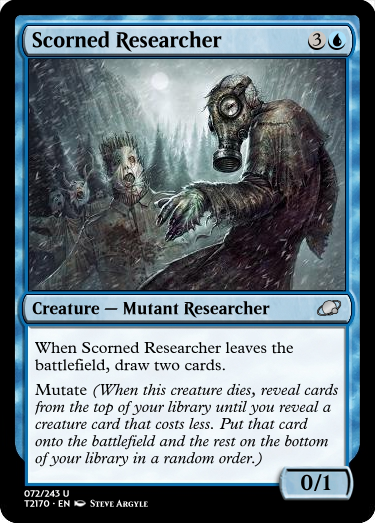 Scorned Researcher 3
Creature — Mutant Researcher
When Scorned Researcher leaves the
battlefield, draw two cards.
Mutate (When this creature dies, reveal cards
from the top of your library until you reveal a
creature card that costs less. Put that card
onto the battlefield and the rest on the bottom
of your library in a random order.)
0/1
072/243 U
T2170 · EN Steve Argyle